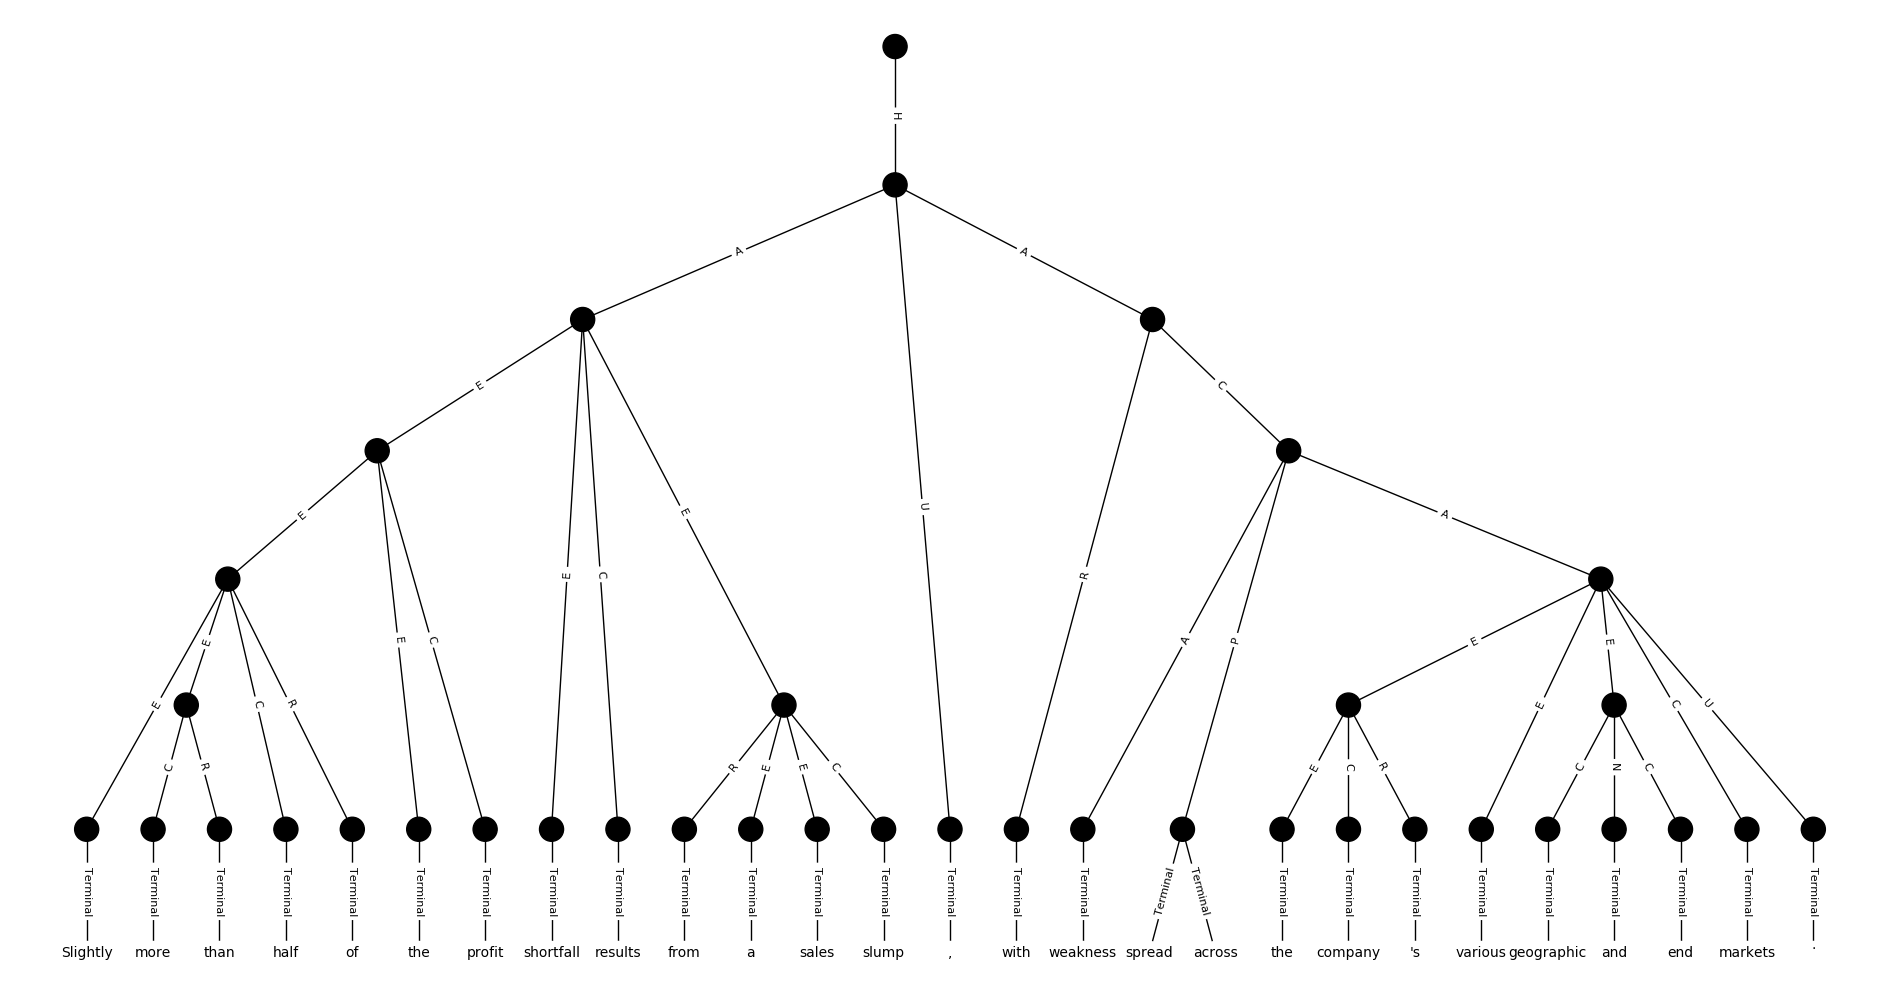 H
A A
E C
E A
E E C E U R A P E E E C U
E C R E C
C R R E E C E C R C N C
Terminal Terminal Terminal Terminal Terminal Terminal Terminal Terminal Terminal Terminal Terminal Terminal Terminal Terminal Terminal Terminal Terminal Terminal Terminal Terminal Terminal Terminal Terminal Terminal Terminal Terminal Terminal
Slightly more than half of the profit shortfall results from a sales slump , with weakness spread across the company 's various geographic and end markets .